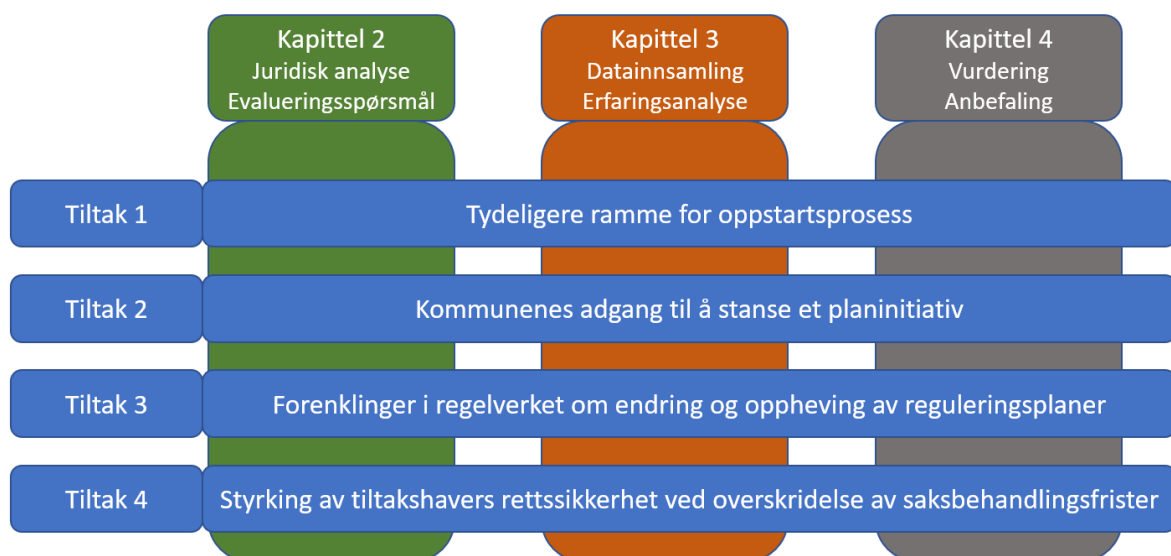 Kapittel 2
Juridisk analyse
Evalueringsspørsmål
Kapittel 3
Datainnsamling
Erfaringsanalyse
Kapittel 4
Vurdering
Anbefaling
Tiltak 1
Tydeligere ramme for oppstartsprosess
Tiltak 2
Kommunenes adgang til å stanse et planinitiativ
Tiltak 3
Forenklinger i regelverket om endring og oppheving av reguleringsplaner
Tiltak 4
Styrking av tiltakshavers rettssikkerhet ved overskridelse av saksbehandlingsfrister